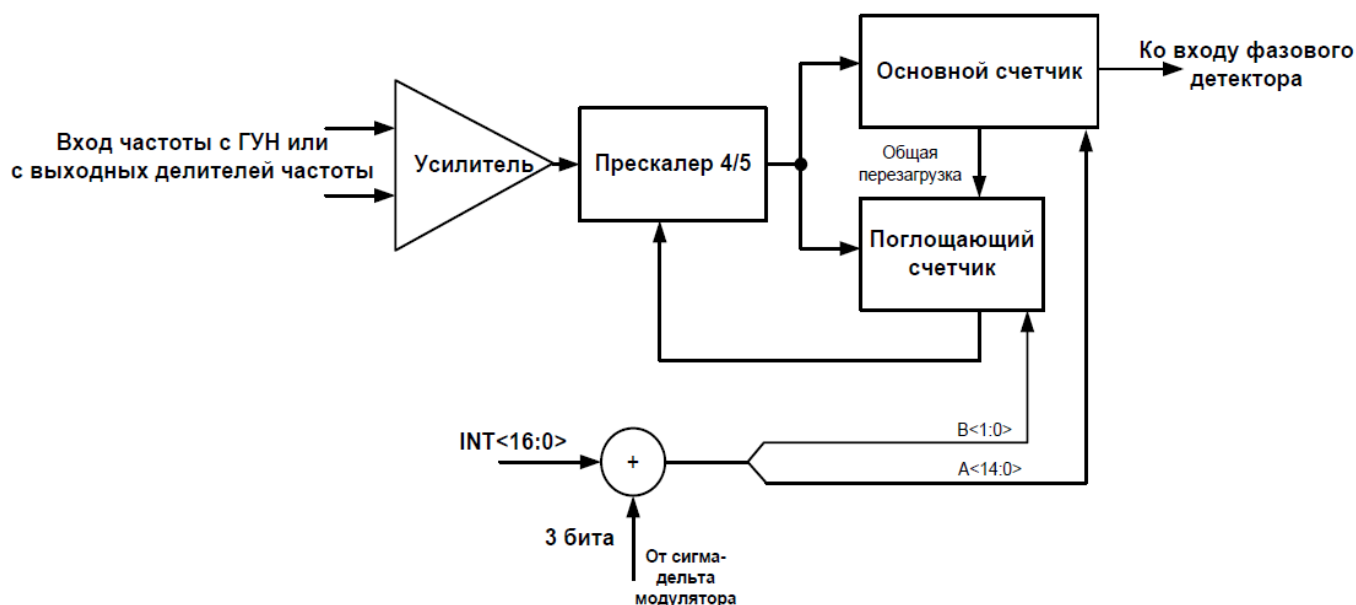 Вход частоты с ГУН или
с выходных делителей частоты
Усилитель
Прескалер 4/5
Основной счетчик
Ко входу фазового
детектора
Общая
перезагрузка
Поглощающий
счетчик
INT<16:0>
+
B<1:0>
A<14:0>
3 бита
От сигма-
дельта
модулятора